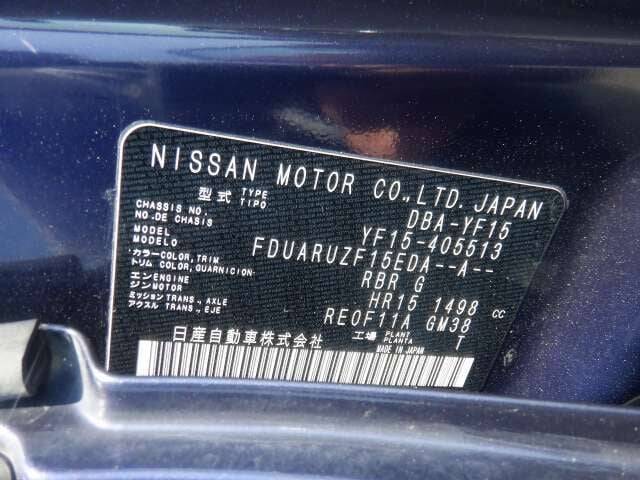 NISSAN MOTOR CO.,LTD. JAPAN
型式 TYPE TIPO DBA-YF15
CHASSIS NO. NO.DE CHASIS YF15-405513
MODEL MODELO FDUARUZF15EDA--A--
カラー COLOR, TRIM トリム COLOR, GUARNICION RBR G
エンジン ENGINE MOTOR HR15 1498 cc
ミッション TRANS., AXLE アクスル TRANS., EJE RE0F11A GM38
日産自動車株式会社 工場 PLANT PLANTA T
MADE IN JAPAN